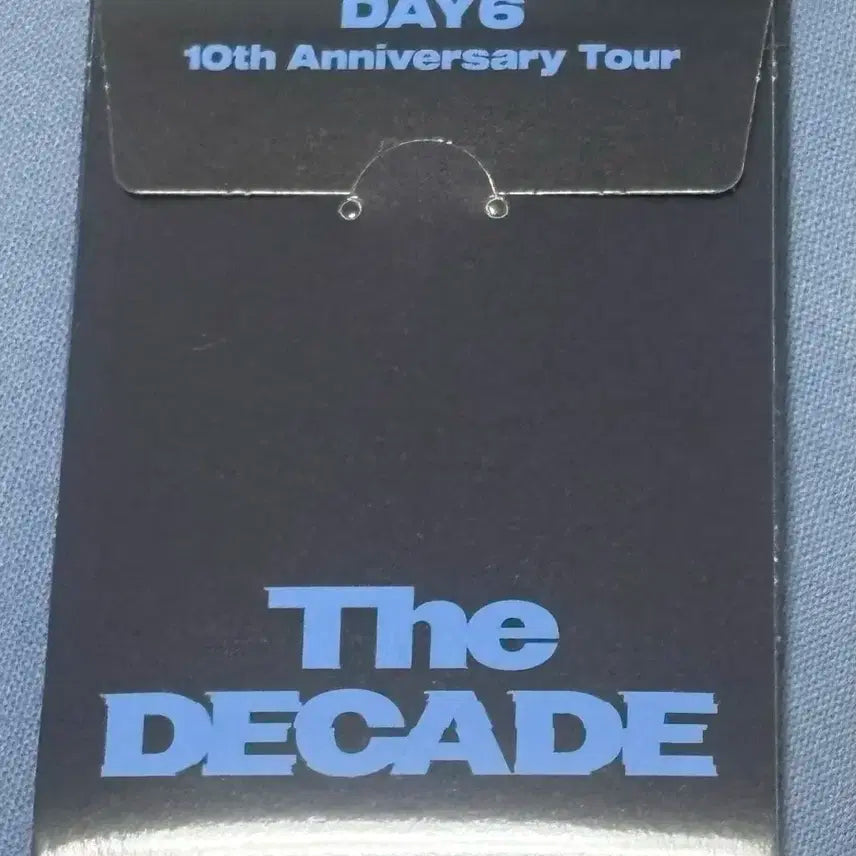 DAY6
10th Anniversary Tour
The
DECADE